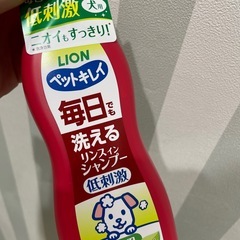 低刺激 犬用
ニオイもすっきり!
LION
ペットキレイ
毎日でも
洗える
リンスイン
シャンプー
低刺激